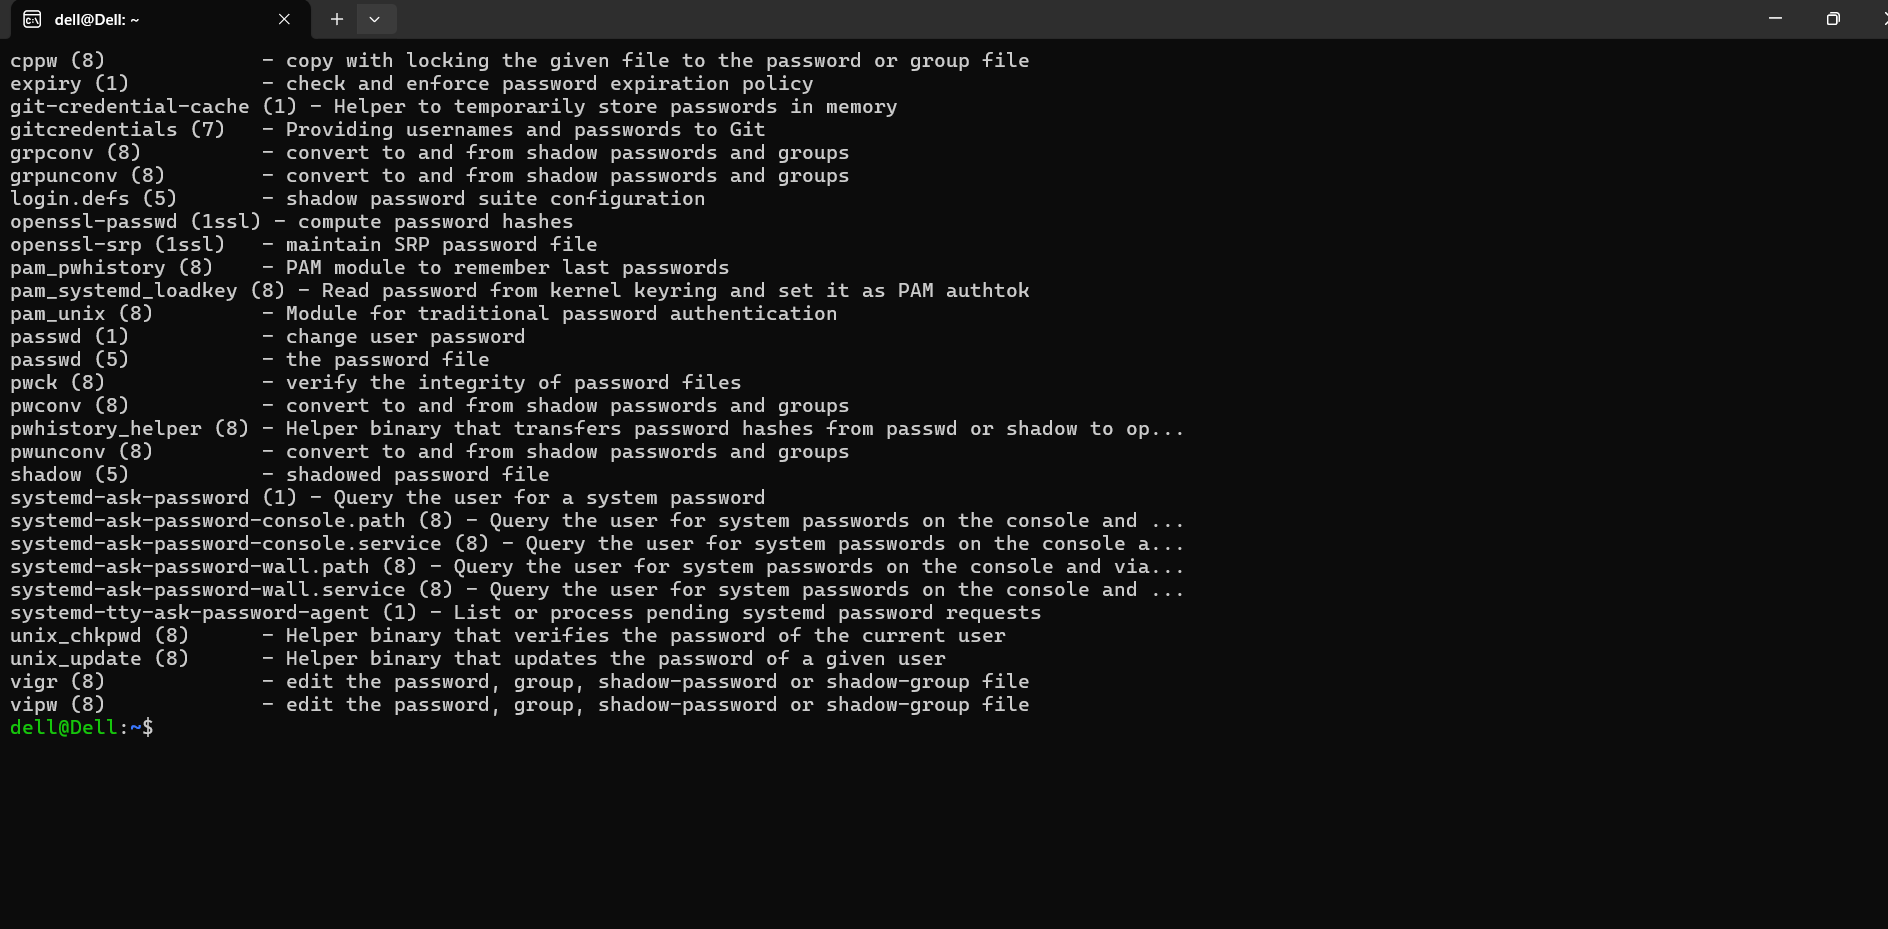 dell@Dell: ~
cppw (8)             - copy with locking the given file to the password or group file
expiry (1)           - check and enforce password expiration policy
git-credential-cache (1) - Helper to temporarily store passwords in memory
gitcredentials (7)   - Providing usernames and passwords to Git
grpconv (8)          - convert to and from shadow passwords and groups
grpunconv (8)        - convert to and from shadow passwords and groups
login.defs (5)       - shadow password suite configuration
openssl-passwd (1ssl) - compute password hashes
openssl-srp (1ssl)   - maintain SRP password file
pam_pwhistory (8)    - PAM module to remember last passwords
pam_systemd_loadkey (8) - Read password from kernel keyring and set it as PAM authtok
pam_unix (8)         - Module for traditional password authentication
passwd (1)           - change user password
passwd (5)           - the password file
pwck (8)             - verify the integrity of password files
pwconv (8)           - convert to and from shadow passwords and groups
pwhistory_helper (8) - Helper binary that transfers password hashes from passwd or shadow to op...
pwunconv (8)         - convert to and from shadow passwords and groups
shadow (5)           - shadowed password file
systemd-ask-password (1) - Query the user for a system password
systemd-ask-password-console.path (8) - Query the user for system passwords on the console and ...
systemd-ask-password-console.service (8) - Query the user for system passwords on the console a...
systemd-ask-password-wall.path (8) - Query the user for system passwords on the console and via...
systemd-ask-password-wall.service (8) - Query the user for system passwords on the console and ...
systemd-tty-ask-password-agent (1) - List or process pending systemd password requests
unix_chkpwd (8)      - Helper binary that verifies the password of the current user
unix_update (8)      - Helper binary that updates the password of a given user
vigr (8)             - edit the password, group, shadow-password or shadow-group file
vipw (8)             - edit the password, group, shadow-password or shadow-group file
dell@Dell:~$